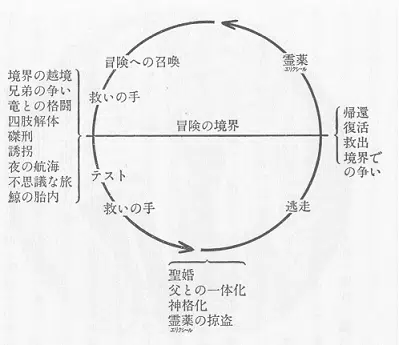 冒険への召喚
救いの手
霊薬
エリクシール
境界の越境
兄弟の争い
竜との格闘
四肢解体
磔刑
誘拐
夜の航海
不思議な旅
鯨の胎内
冒険の境界
帰還
復活
救出
境界で
の争い
テスト
救いの手
逃走
聖婚
父との一体化
神格化
霊薬の掠盗
エリクシール